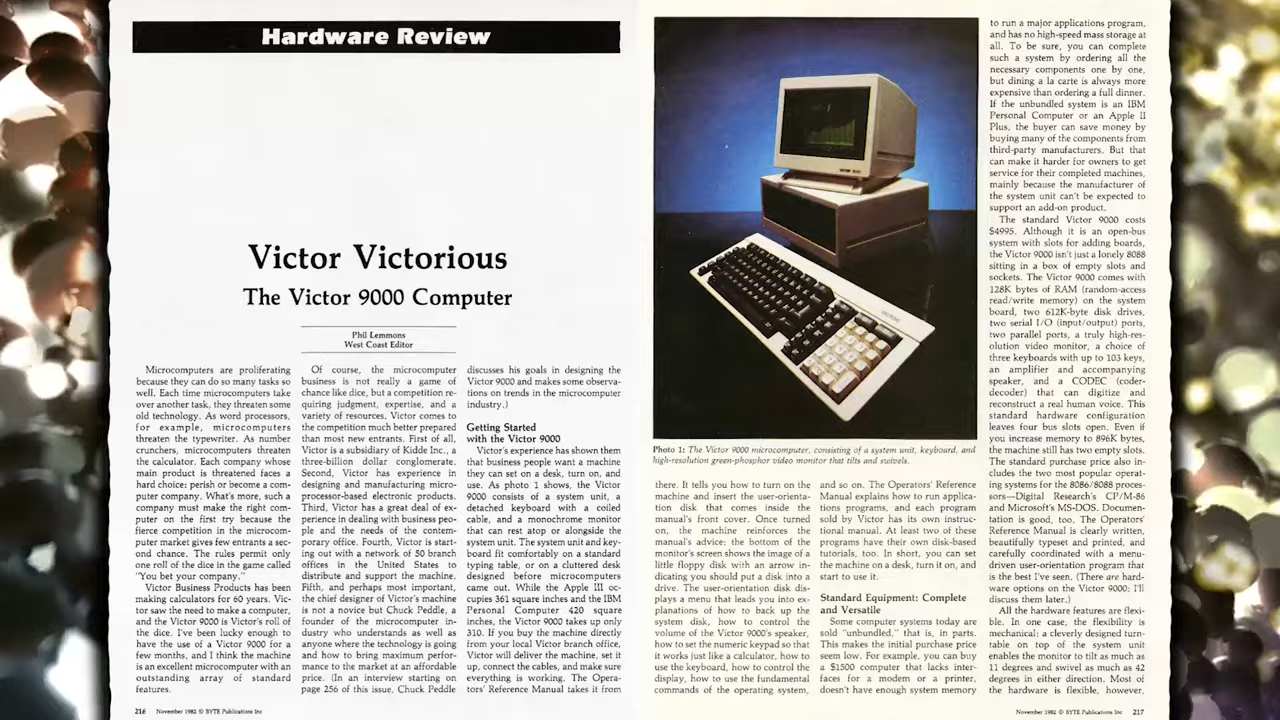 Hardware Review
Victor Victorious
The Victor 9000 Computer
Phil Lemmons
West Coast Editor
Microcomputers are proliferating
because they can do so many tasks so
well. Each time microcomputers take
over another task, they threaten some
old technology. As word processors,
for example, microcomputers
threaten the typewriter. As number
crunchers, microcomputers threaten
the calculator. Each company whose
main product is threatened faces a
hard choice: perish or become a com-
puter company. What's more, such a
company must make the right com-
puter on the first try because the
fierce competition in the microcom-
puter market gives few entrants a sec-
ond chance. The rules permit only
one roll of the dice in the game called
"You bet your company."
Victor Business Products has been
making calculators for 60 years. Vic-
tor saw the need to make a computer,
and the Victor 9000 is Victor's roll of
the dice. I've been lucky enough to
have the use of a Victor 9000 for a
few months, and I think the machine
is an excellent microcomputer with an
outstanding array of standard
features.
Of course, the microcomputer
business is not really a game of
chance like dice, but a competition re-
quiring judgment, expertise, and a
variety of resources. Victor comes to
the competition much better prepared
than most new entrants. First of all,
Victor is a subsidiary of Kidde Inc., a
three-billion dollar conglomerate.
Second, Victor has experience in
designing and manufacturing micro-
processor-based electronic products.
Third, Victor has a great deal of ex-
perience in dealing with business peo-
ple and the needs of the contem-
porary office. Fourth, Victor is start-
ing out with a network of 50 branch
offices in the United States to
distribute and support the machine.
Fifth, and perhaps most important,
the chief designer of Victor's machine
is not a novice but Chuck Peddle, a
founder of the microcomputer in-
dustry who understands as well as
anyone where the technology is going
and how to bring maximum perfor-
mance to the market at an affordable
price. (In an interview starting on
page 256 of this issue, Chuck Peddle
discusses his goals in designing the
Victor 9000 and makes some observa-
tions on trends in the microcomputer
industry.)
Getting Started
with the Victor 9000
Victor's experience has shown them
that business people want a machine
they can set on a desk, turn on, and
use. As photo 1 shows, the Victor
9000 consists of a system unit, a
detached keyboard with a coiled
cable, and a monochrome monitor
that can rest atop or alongside the
system unit. The system unit and key-
board fit comfortably on a standard
typing table, or on a cluttered desk
designed before microcomputers
came out. While the Apple III oc-
cupies 361 square inches and the IBM
Personal Computer 420 square
inches, the Victor 9000 takes up only
310. If you buy the machine directly
from your local Victor branch office,
Victor will deliver the machine, set it
up, connect the cables, and make sure
everything is working. The Opera-
tors' Reference Manual takes it from
216 November 1982 © BYTE Publications Inc
Photo 1: The Victor 9000 microcomputer, consisting of a system unit, keyboard, and
high-resolution green-phosphor video monitor that tilts and swivels.
there. It tells you how to turn on the
machine and insert the user-orienta-
tion disk that comes inside the
manual's front cover. Once turned
on, the machine reinforces the
manual's advice: the bottom of the
monitor's screen shows the image of a
little floppy disk with an arrow in-
dicating you should put a disk into a
drive. The user-orientation disk dis-
plays a menu that leads you into ex-
planations of how to back up the
system disk, how to control the
volume of the Victor 9000's speaker,
how to set the numeric keypad so that
it works just like a calculator, how to
use the keyboard, how to control the
display, how to use the fundamental
commands of the operating system,
and so on. The Operators' Reference
Manual explains how to run applica-
tions programs, and each program
sold by Victor has its own instruc-
tional manual. At least two of these
programs have their own disk-based
tutorials, too. In short, you can set
the machine on a desk, turn it on, and
start to use it.
Standard Equipment: Complete
and Versatile
Some computer systems today are
sold "unbundled," that is, in parts.
This makes the initial purchase price
seem low. For example, you can buy
a $1500 computer that lacks inter-
faces for a modem or a printer,
doesn't have enough system memory
to run a major applications program,
and has no high-speed mass storage at
all. To be sure, you can complete
such a system by ordering all the
necessary components one by one,
but dining a la carte is always more
expensive than ordering a full dinner.
If the unbundled system is an IBM
Personal Computer or an Apple II
Plus, the buyer can save money by
buying many of the components from
third-party manufacturers. But that
can make it harder for owners to get
service for their completed machines,
mainly because the manufacturer of
the system unit can't be expected to
support an add-on product.
The standard Victor 9000 costs
$4995. Although it is an open-bus
system with slots for adding boards,
the Victor 9000 isn't just a lonely 8088
sitting in a box of empty slots and
sockets. The Victor 9000 comes with
128K bytes of RAM (random-access
read/write memory) on the system
board, two 612K-byte disk drives,
two serial I/O (input/output) ports,
two parallel ports, a truly high-res-
olution video monitor, a choice of
three keyboards with up to 103 keys,
an amplifier and accompanying
speaker, and a CODEC (coder-
decoder) that can digitize and
reconstruct a real human voice. This
standard hardware configuration
leaves four bus slots open. Even if
you increase memory to 896K bytes,
the machine still has two empty slots.
The standard purchase price also in-
cludes the two most popular operat-
ing systems for the 8086/8088 proces-
sors—Digital Research's CP/M-86
and Microsoft's MS-DOS. Documen-
tation is good, too. The Operators'
Reference Manual is clearly written,
beautifully typeset and printed, and
carefully coordinated with a menu-
driven user-orientation program that
is the best I've seen. (There are hard-
ware options on the Victor 9000; I'll
discuss them later.)
All the hardware features are flexi-
ble. In one case, the flexibility is
mechanical: a cleverly designed turn-
table on top of the system unit
enables the monitor to tilt as much as
11 degrees and swivel as much as 42
degrees in either direction. Most of
the hardware is flexible, however,
November 1982 © BYTE Publications Inc 217